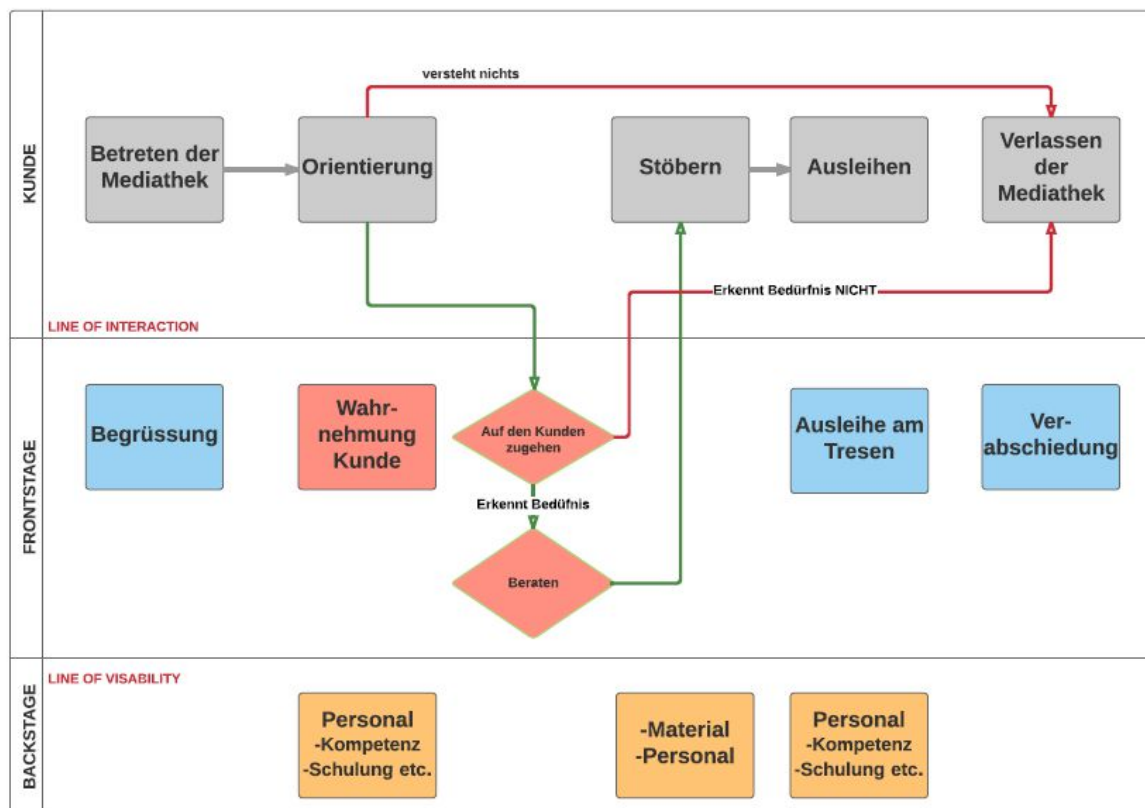 KUNDE
versteht nichts
Betreten der
Mediathek
Orientierung
Stöbern
Ausleihen
Verlassen
der
Mediathek
Erkennt Bedürfnis NICHT
LINE OF INTERACTION
FRONTSTAGE
Begrüssung
Wahr-
nehmung
Kunde
Auf den Kunden
zugehen
Ausleihe am
Tresen
Ver-
abschiedung
Erkennt Bedüfnis
Beraten
BACKSTAGE
LINE OF VISABILITY
Personal
-Kompetenz
-Schulung etc.
-Material
-Personal
Personal
-Kompetenz
-Schulung etc.